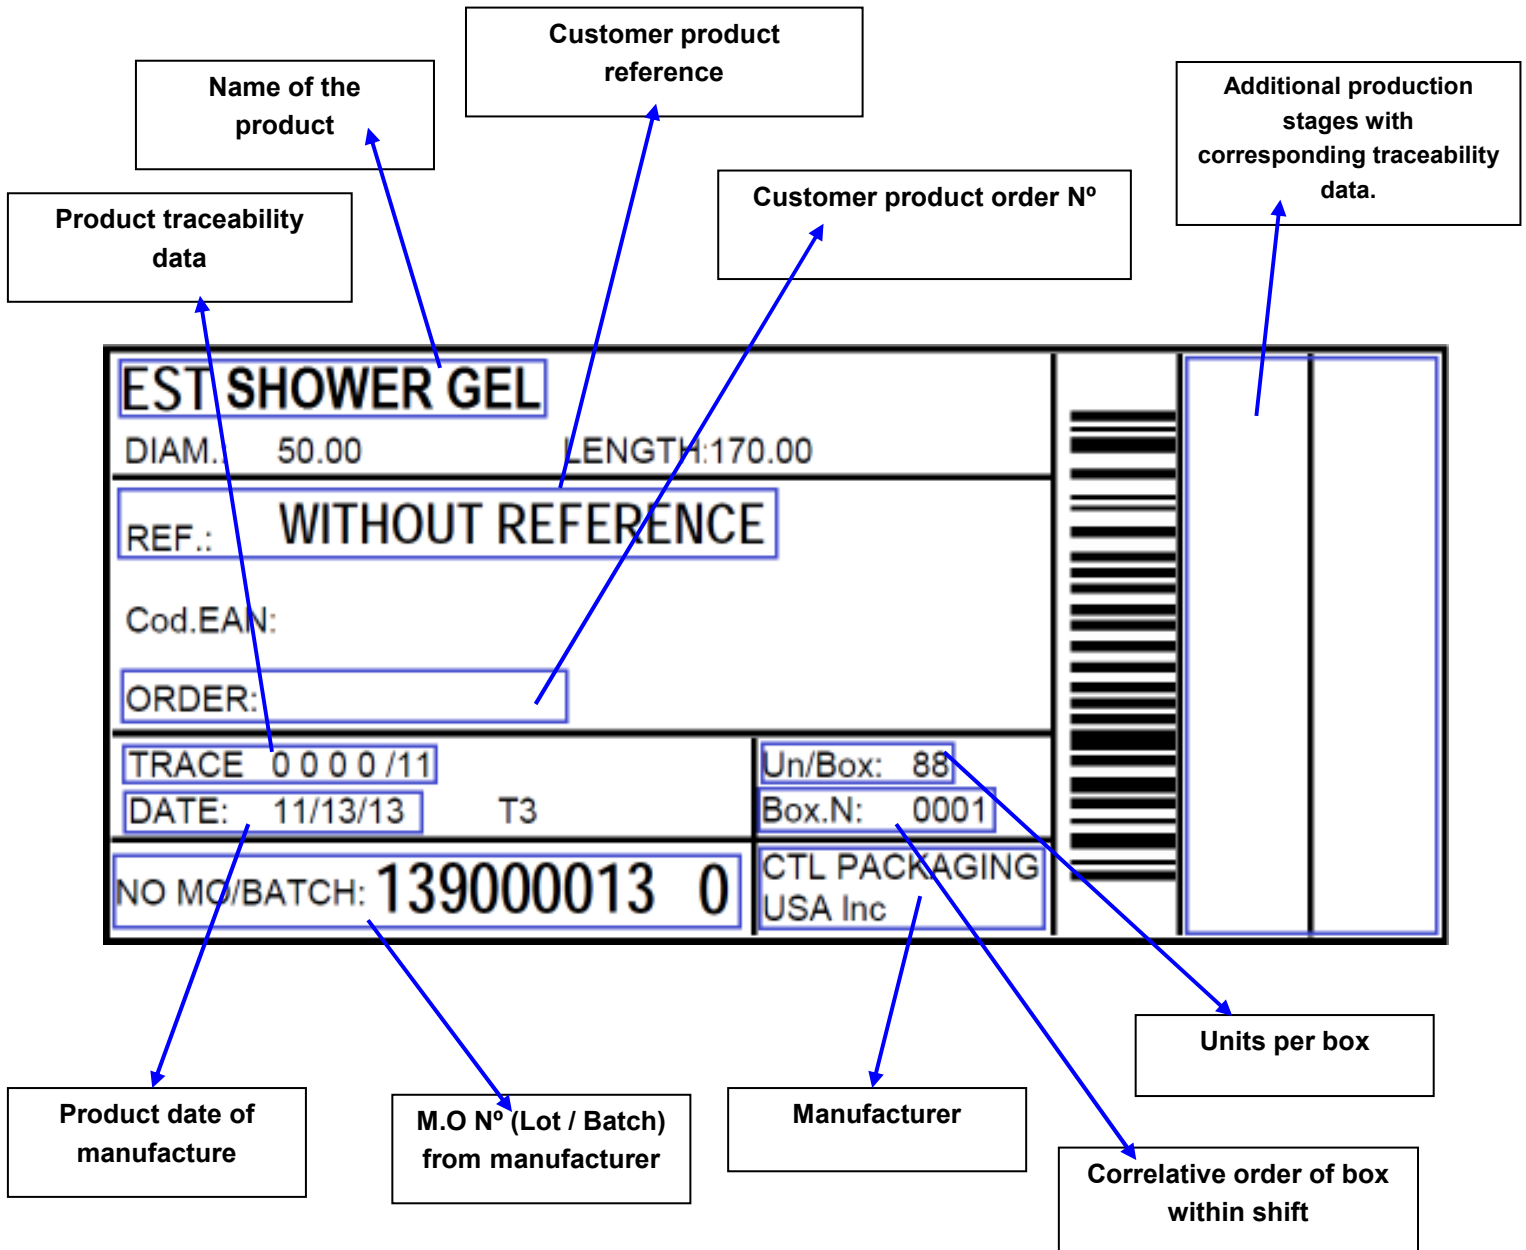 Customer product
reference
Name of the
product
Additional production
stages with
corresponding traceability
data.
Customer product order Nº
Product traceability
data
EST SHOWER GEL
DIAM.: 50.00 LENGTH:170.00
REF.: WITHOUT REFERENCE
Cod.EAN:
ORDER:
TRACE 0 0 0 0 /11
Un/Box: 88
DATE: 11/13/13 T3
Box.N: 0001
NO MO/BATCH: 139000013 0
CTL PACKAGING
USA Inc
Units per box
Product date of
manufacture
M.O Nº (Lot / Batch)
from manufacturer
Manufacturer
Correlative order of box
within shift